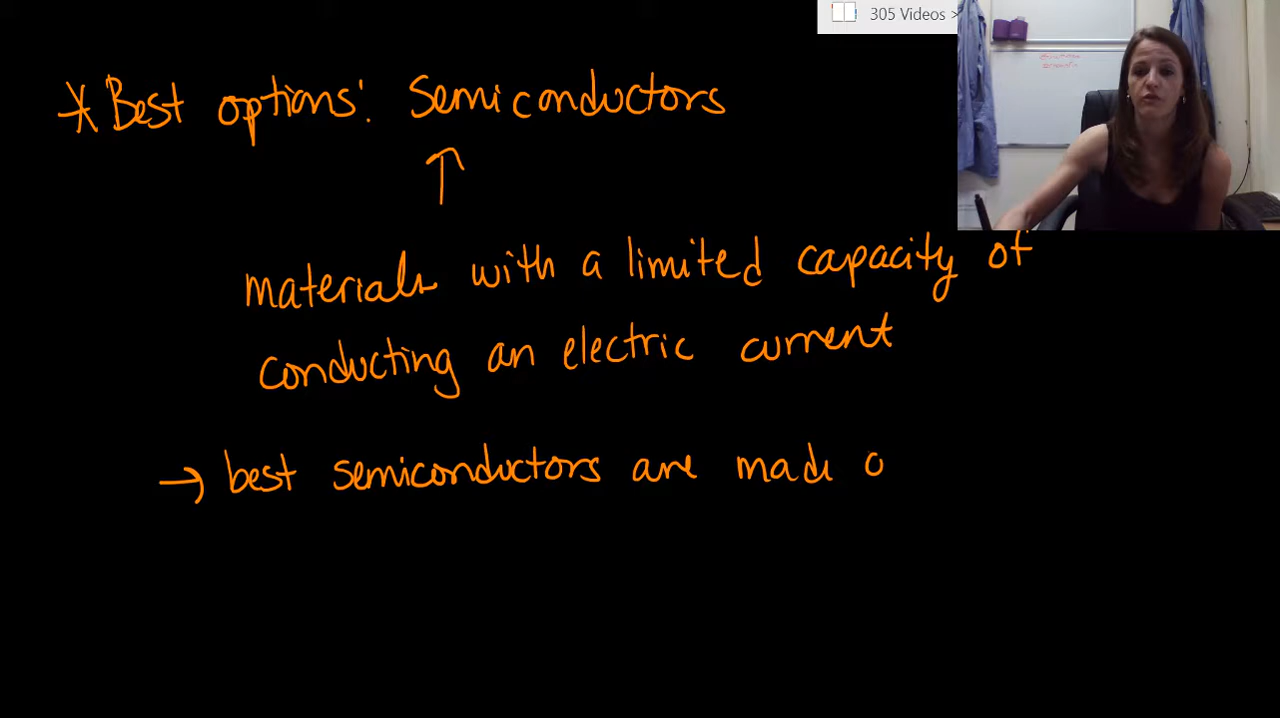 305 Videos >
*Best options: Semiconductors
↑
materials with a limited capacity of
conducting an electric current
→ best semiconductors are made o